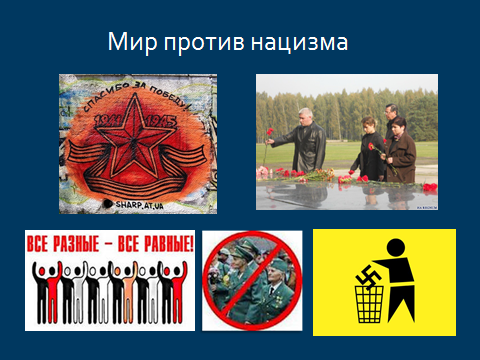 Мир против нацизма
СПАСИБО ЗА ПОБЕДУ!
1941 1945
SHARP.AT.UA
ВСЕ РАЗНЫЕ – ВСЕ РАВНЫЕ!